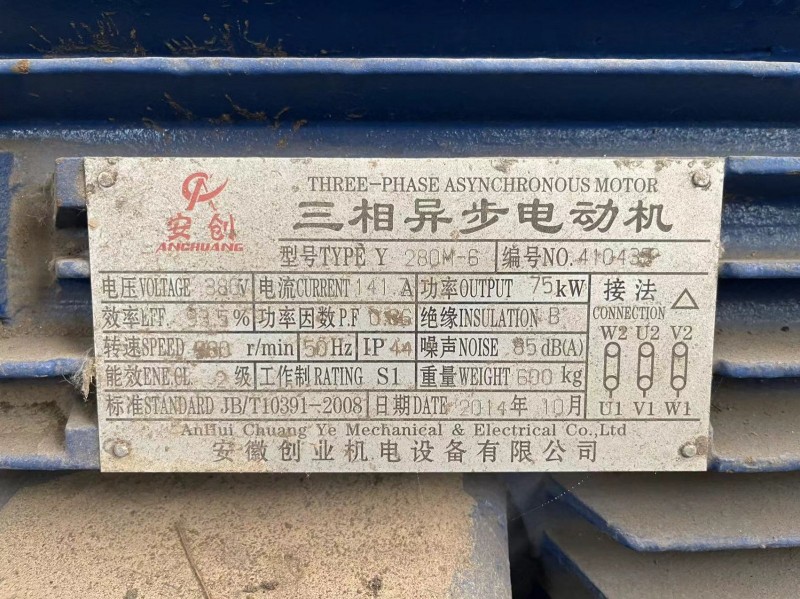 THREE-PHASE ASYNCHRONOUS MOTOR
安创
ANCHUANG
三相异步电动机
型号TYPE Y 280M-6 编号NO.
电压VOLTAGE 380V 电流CURRENT 141.7A 功率OUTPUT 75kW
效率EFF. 93.5% 功率因数P.F 0.86 绝缘INSULATION B
转速SPEED 980 r/min 50Hz IP 44 噪声NOISE 85dB(A)
能效ENE.GL 2级 工作制RATING S1 重量WEIGHT 600kg
标准STANDARD JB/T10391-2008 日期DATE 2014年10月
接法 △
CONNECTION
W2 U2 V2
U1 V1 W1
AnHui Chuang Ye Mechanical & Electrical Co.,Ltd
安徽创业机电设备有限公司